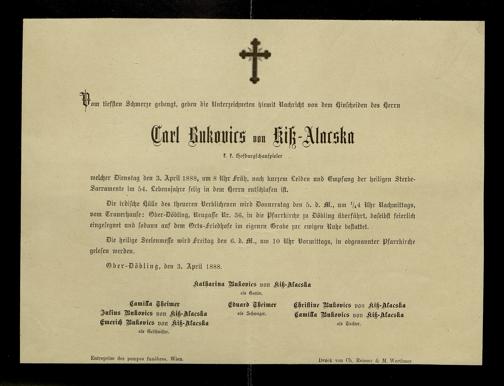 Vom tiefsten Schmerze gebeugt, geben die Unterzeichneten hiemit Nachricht von dem Hinscheiden des Herrn
Carl Bukovics von Kiß-Alacska
k. k. Hofburgschauspieler
welcher Dienstag den 3. April 1888, um 8 Uhr Früh, nach kurzem Leiden und Empfang der heiligen Sterbe-
Sacramente im 54. Lebensjahre selig in dem Herrn entschlafen ist.
Die irdische Hülle des theueren Verblichenen wird Donnerstag den 5. d. M., um 1/4 Uhr Nachmittags,
vom Trauerhause: Ober-Döbling, Neugasse Nr. 36, in die Pfarrkirche zu Döbling überführt, daselbst feierlich
eingesegnet und sodann auf dem Orts-Friedhofe im eigenen Grabe zur ewigen Ruhe bestattet.
Die heilige Seelenmesse wird Freitag den 6. d. M., um 10 Uhr Vormittags, in obgenannter Pfarrkirche
gelesen werden.
Ober-Döbling, den 3. April 1888.
Katharina Bukovics von Kiß-Alacska
als Gattin.
Camilla Theimer Eduard Theimer Christine Bukovics von Kiß-Alacska
Julius Bukovics von Kiß-Alacska als Schwager. Camilla Bukovics von Kiß-Alacska
Emerich Bukovics von Kiß-Alacska als Töchter.
als Geschwister.
Entreprise des pompes funèbres, Wien. Druck von Ch. Reisser & M. Werthner